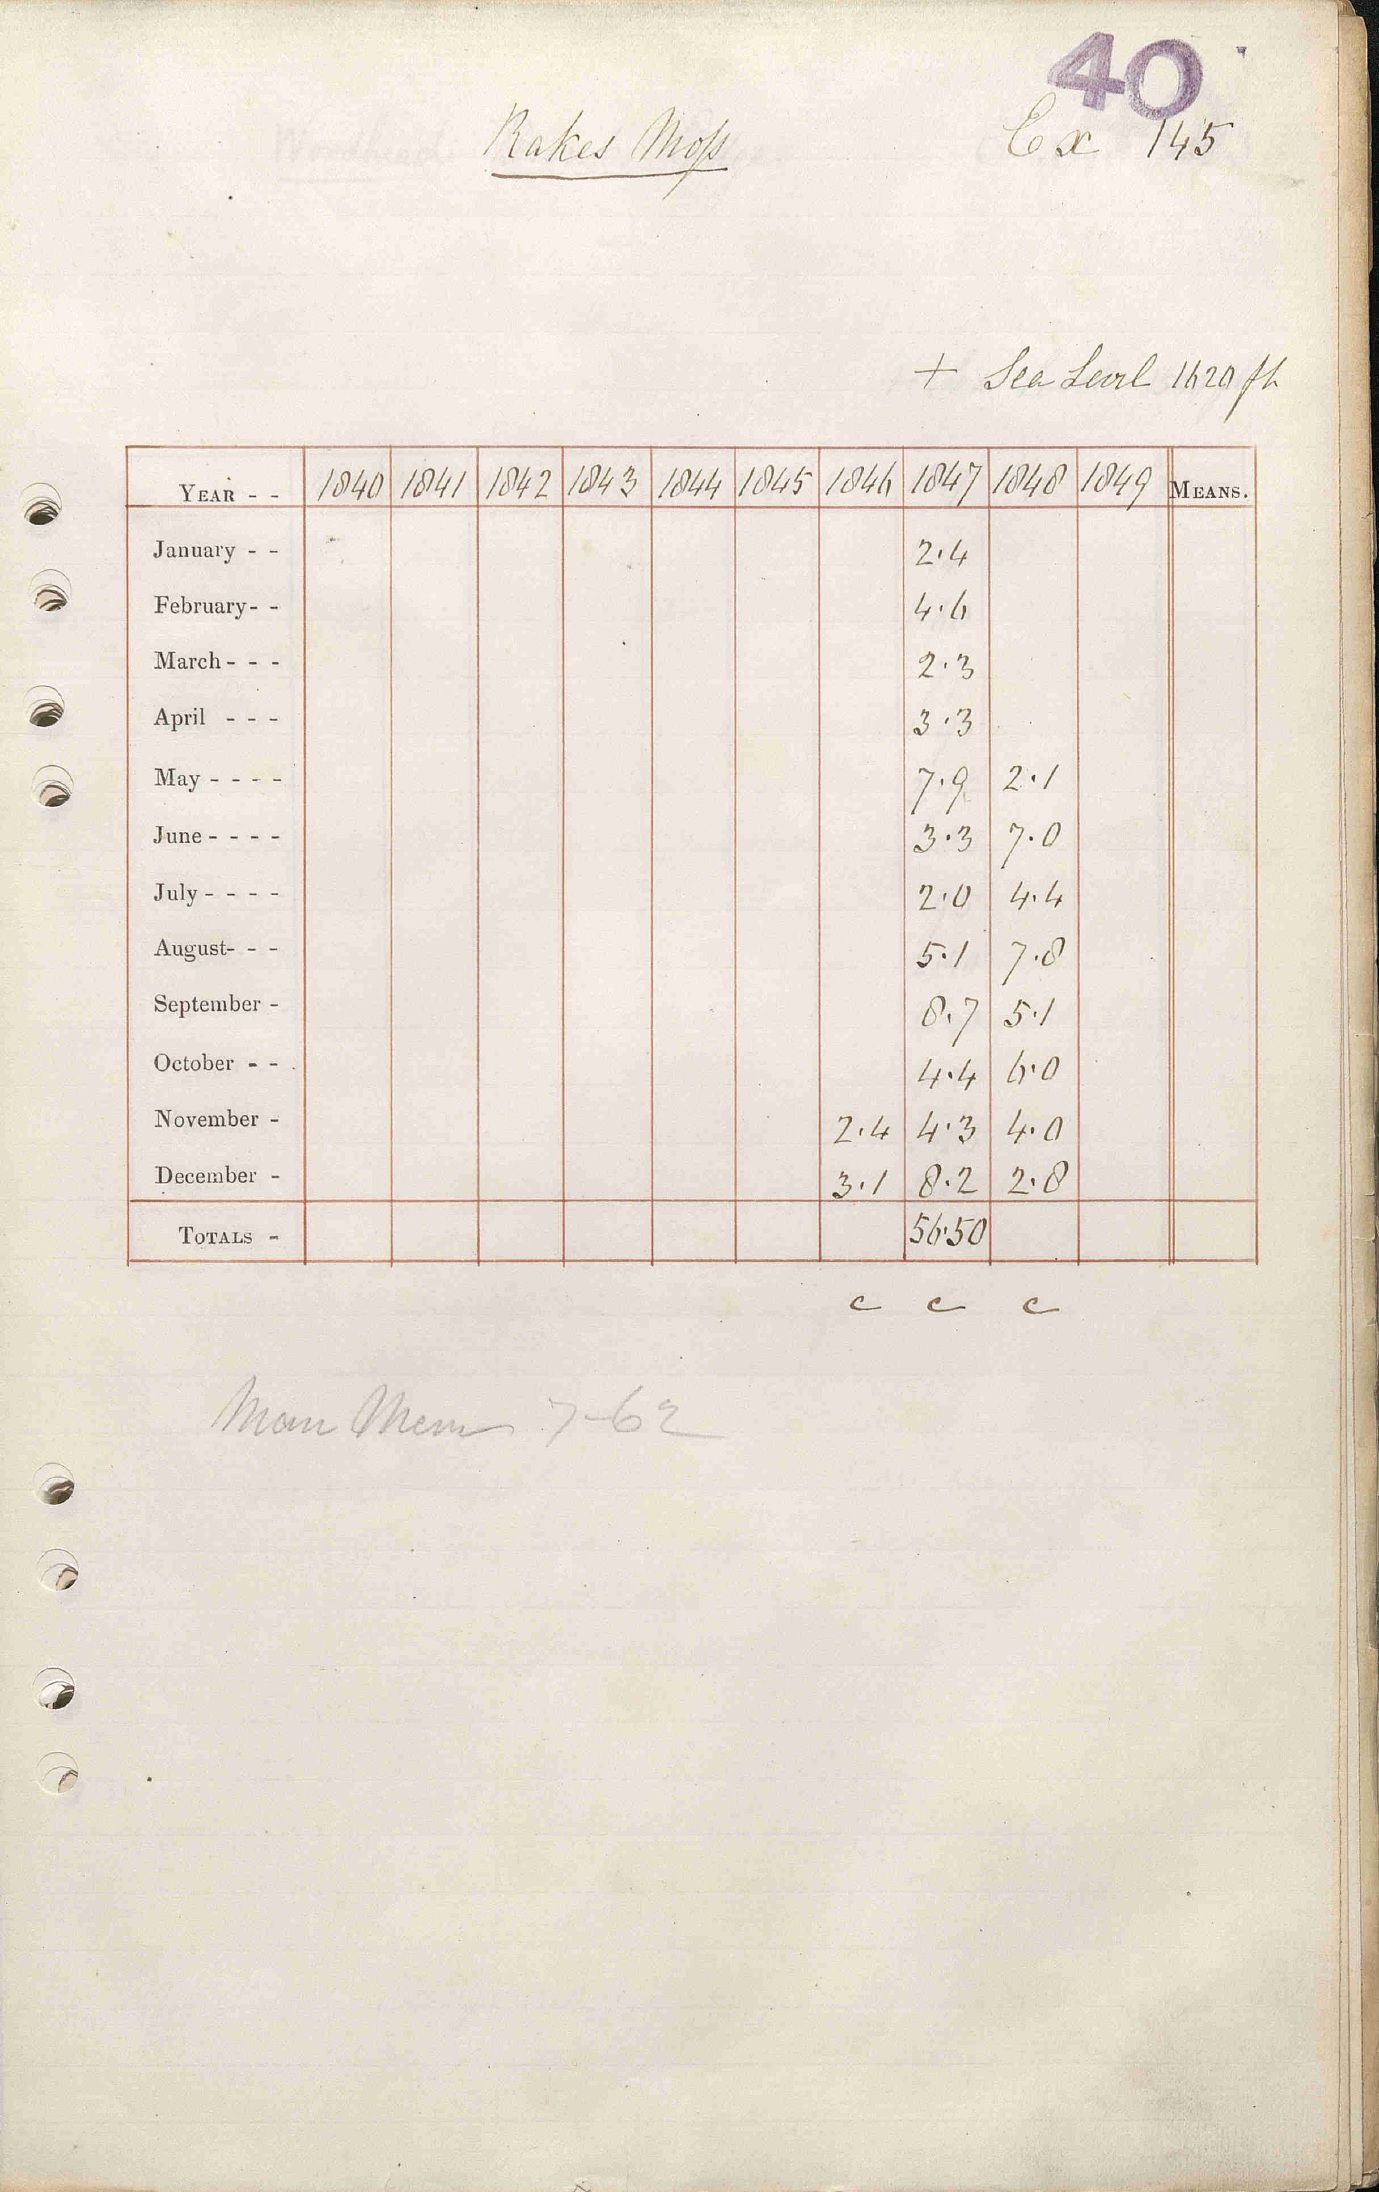 40
Rakes Moss
Ex 145
+ Sea Level 1620 ft
YEAR - - 1840 1841 1842 1843 1844 1845 1846 1847 1848 1849 MEANS.
January - - 2.4
February - - 4.6
March - - - 2.3
April - - - 3.3
May - - - - 7.9 2.1
June - - - - 3.3 7.0
July - - - - 2.0 4.4
August - - - 5.1 7.8
September - 8.7 5.1
October - - 4.4 6.0
November - 2.4 4.3 4.0
December - 3.1 8.2 2.8
TOTALS - 56.50
c c c
7-62